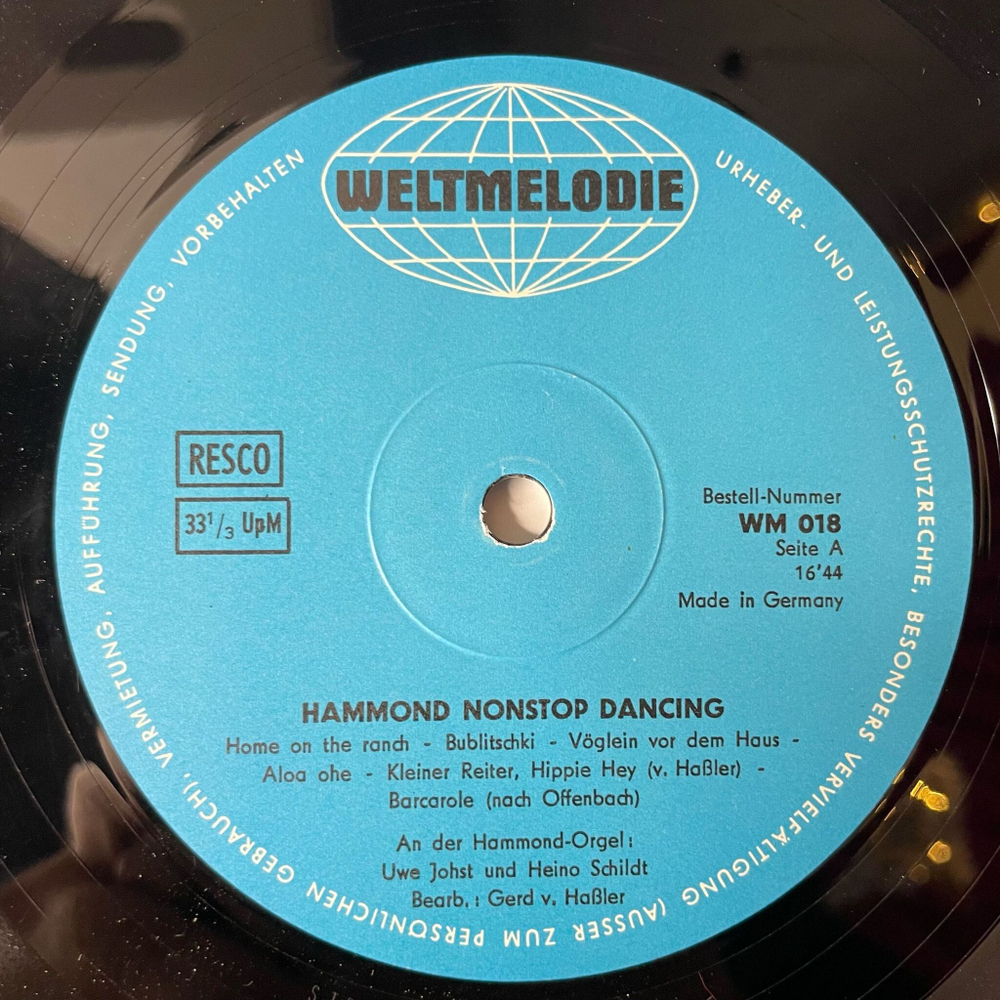 WELTMELODIE
URHEBER- UND LEISTUNGSSCHUTZRECHTE, BESONDERS VERVIELFÄLTIGUNG (AUSSER ZUM PERSÖNLICHEN GEBRAUCH), VERMIETUNG, AUFFÜHRUNG, SENDUNG, VORBEHALTEN
RESCO
33¹/₃ UpM
Bestell-Nummer
WM 018
Seite A
16'44
Made in Germany
HAMMOND NONSTOP DANCING
Home on the ranch - Bublitschki - Vöglein vor dem Haus -
Aloa ohe - Kleiner Reiter, Hippie Hey (v. Haßler) -
Barcarole (nach Offenbach)
An der Hammond-Orgel:
Uwe Johst und Heino Schildt
Bearb.: Gerd v. Haßler